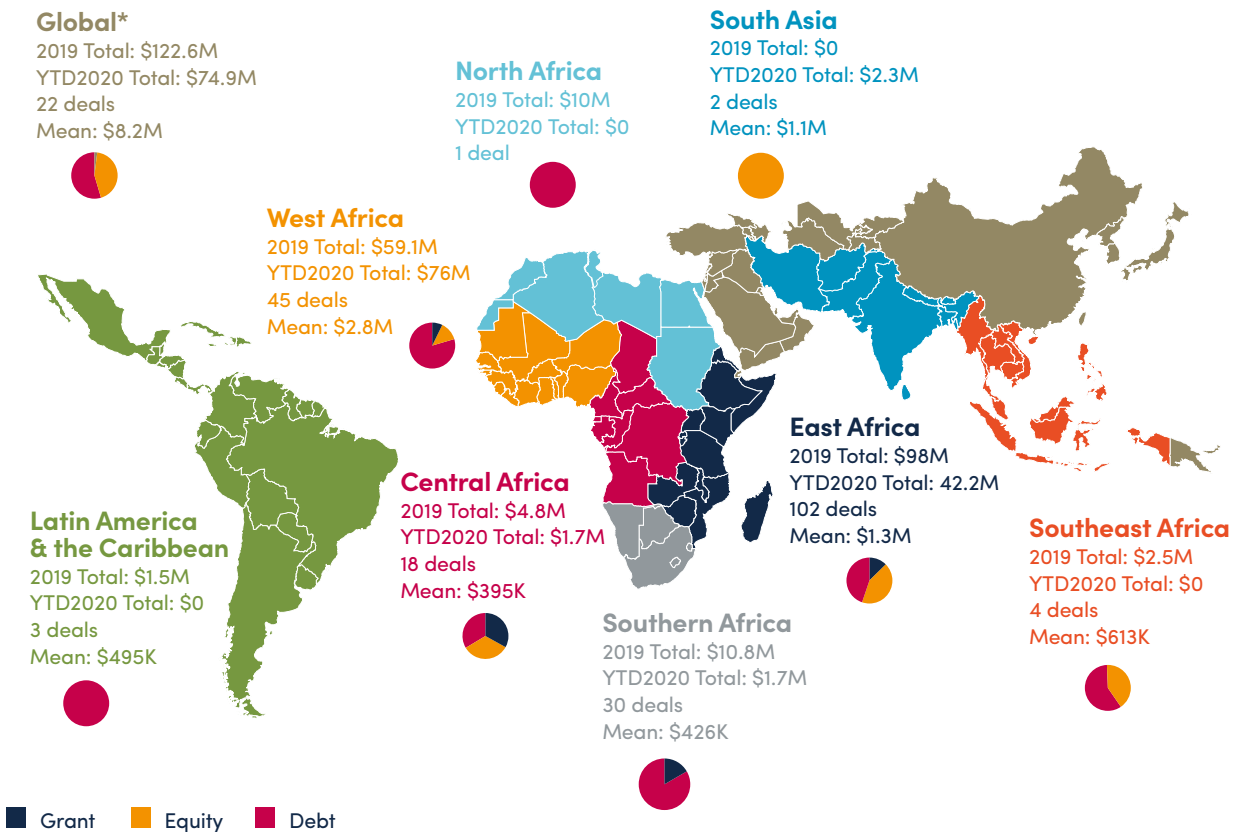 Global*
2019 Total: $122.6M
YTD2020 Total: $74.9M
22 deals
Mean: $8.2M
North Africa
2019 Total: $10M
YTD2020 Total: $0
1 deal
South Asia
2019 Total: $0
YTD2020 Total: $2.3M
2 deals
Mean: $1.1M
West Africa
2019 Total: $59.1M
YTD2020 Total: $76M
45 deals
Mean: $2.8M
Latin America
& the Caribbean
2019 Total: $1.5M
YTD2020 Total: $0
3 deals
Mean: $495K
Central Africa
2019 Total: $4.8M
YTD2020 Total: $1.7M
18 deals
Mean: $395K
Southern Africa
2019 Total: $10.8M
YTD2020 Total: $1.7M
30 deals
Mean: $426K
East Africa
2019 Total: $98M
YTD2020 Total: 42.2M
102 deals
Mean: $1.3M
Southeast Africa
2019 Total: $2.5M
YTD2020 Total: $0
4 deals
Mean: $613K
Grant
Equity
Debt